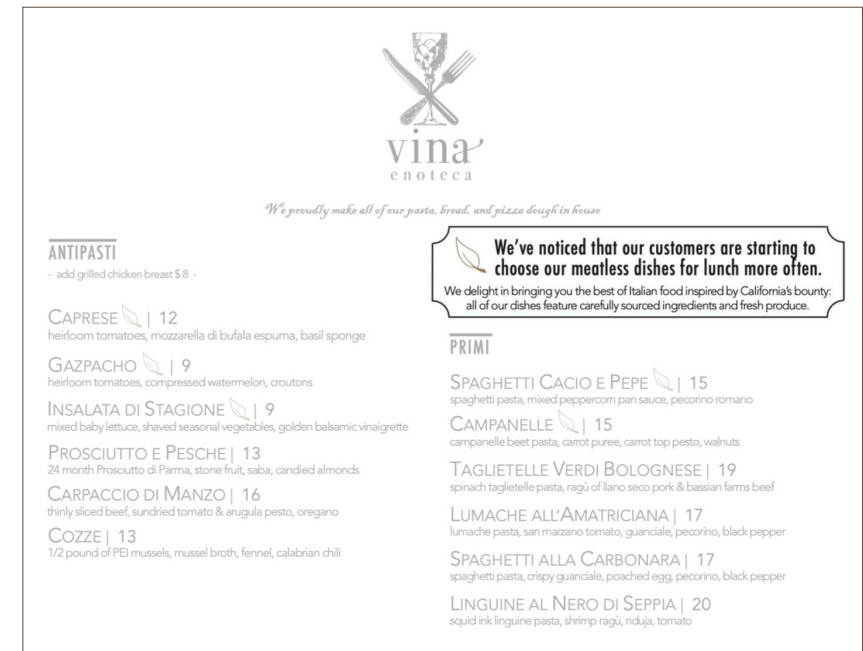 vina
enoteca
We proudly make all of our pasta, bread, and pizza dough in house
ANTIPASTI
- add grilled chicken breast $ 8 -
CAPRESE | 12
heirloom tomatoes, mozzarella di bufala espuma, basil sponge
GAZPACHO | 9
heirloom tomatoes, compressed watermelon, croutons
INSALATA DI STAGIONE | 9
mixed baby lettuce, shaved seasonal vegetables, golden balsamic vinaigrette
PROSCIUTTO E PESCHE | 13
24 month Prosciutto di Parma, stone fruit, saba, candied almonds
CARPACCIO DI MANZO | 16
thinly sliced beef, sundried tomato & arugula pesto, oregano
COZZE | 13
1/2 pound of PEI mussels, mussel broth, fennel, calabrian chili
We've noticed that our customers are starting to
choose our meatless dishes for lunch more often.
We delight in bringing you the best of Italian food inspired by California's bounty:
all of our dishes feature carefully sourced ingredients and fresh produce.
PRIMI
SPAGHETTI CACIO E PEPE | 15
spaghetti pasta, mixed peppercorn pan sauce, pecorino romano
CAMPANELLE | 15
campanelle beet pasta, carrot puree, carrot top pesto, walnuts
TAGLIETELLE VERDI BOLOGNESE | 19
spinach taglietelle pasta, ragù of llano seco pork & bassian farms beef
LUMACHE ALL'AMATRICIANA | 17
lumache pasta, san marzano tomato, guanciale, pecorino, black pepper
SPAGHETTI ALLA CARBONARA | 17
spaghetti pasta, crispy guanciale, poached egg, pecorino, black pepper
LINGUINE AL NERO DI SEPPIA | 20
squid ink linguine pasta, shrimp ragù, nduja, tomato